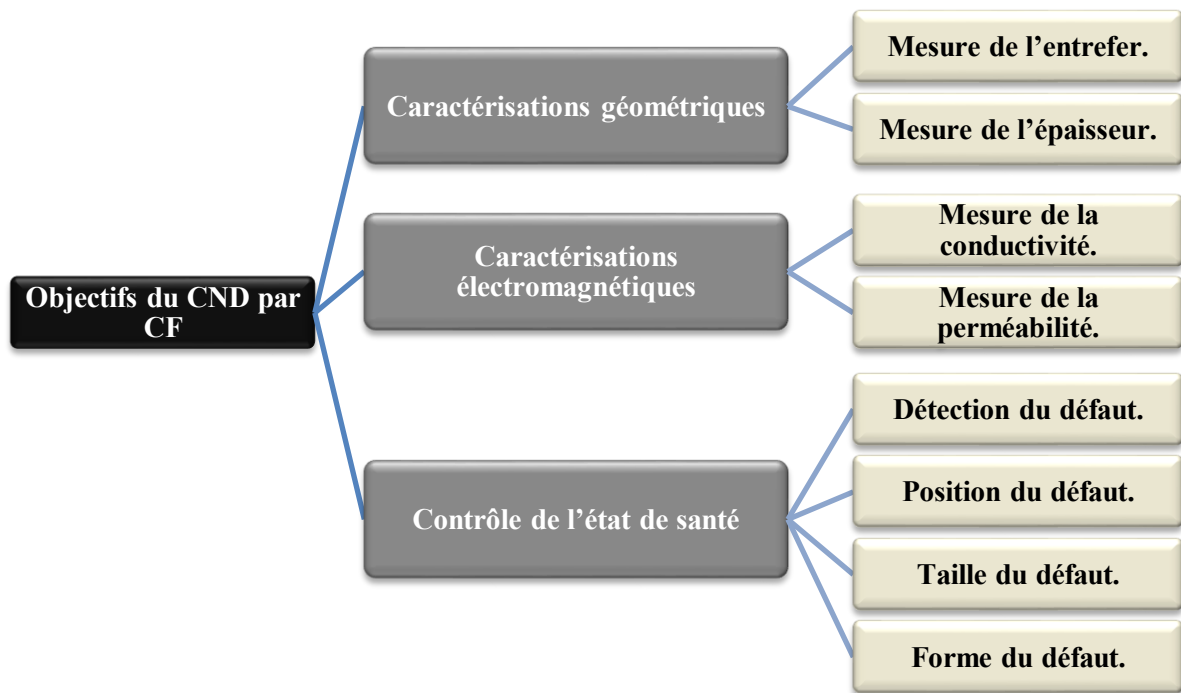 Objectifs du CND par
CF
Caractérisations géométriques
Mesure de l’entrefer.
Mesure de l’épaisseur.
Caractérisations
électromagnétiques
Mesure de la
conductivité.
Mesure de la
perméabilité.
Contrôle de l’état de santé
Détection du défaut.
Position du défaut.
Taille du défaut.
Forme du défaut.